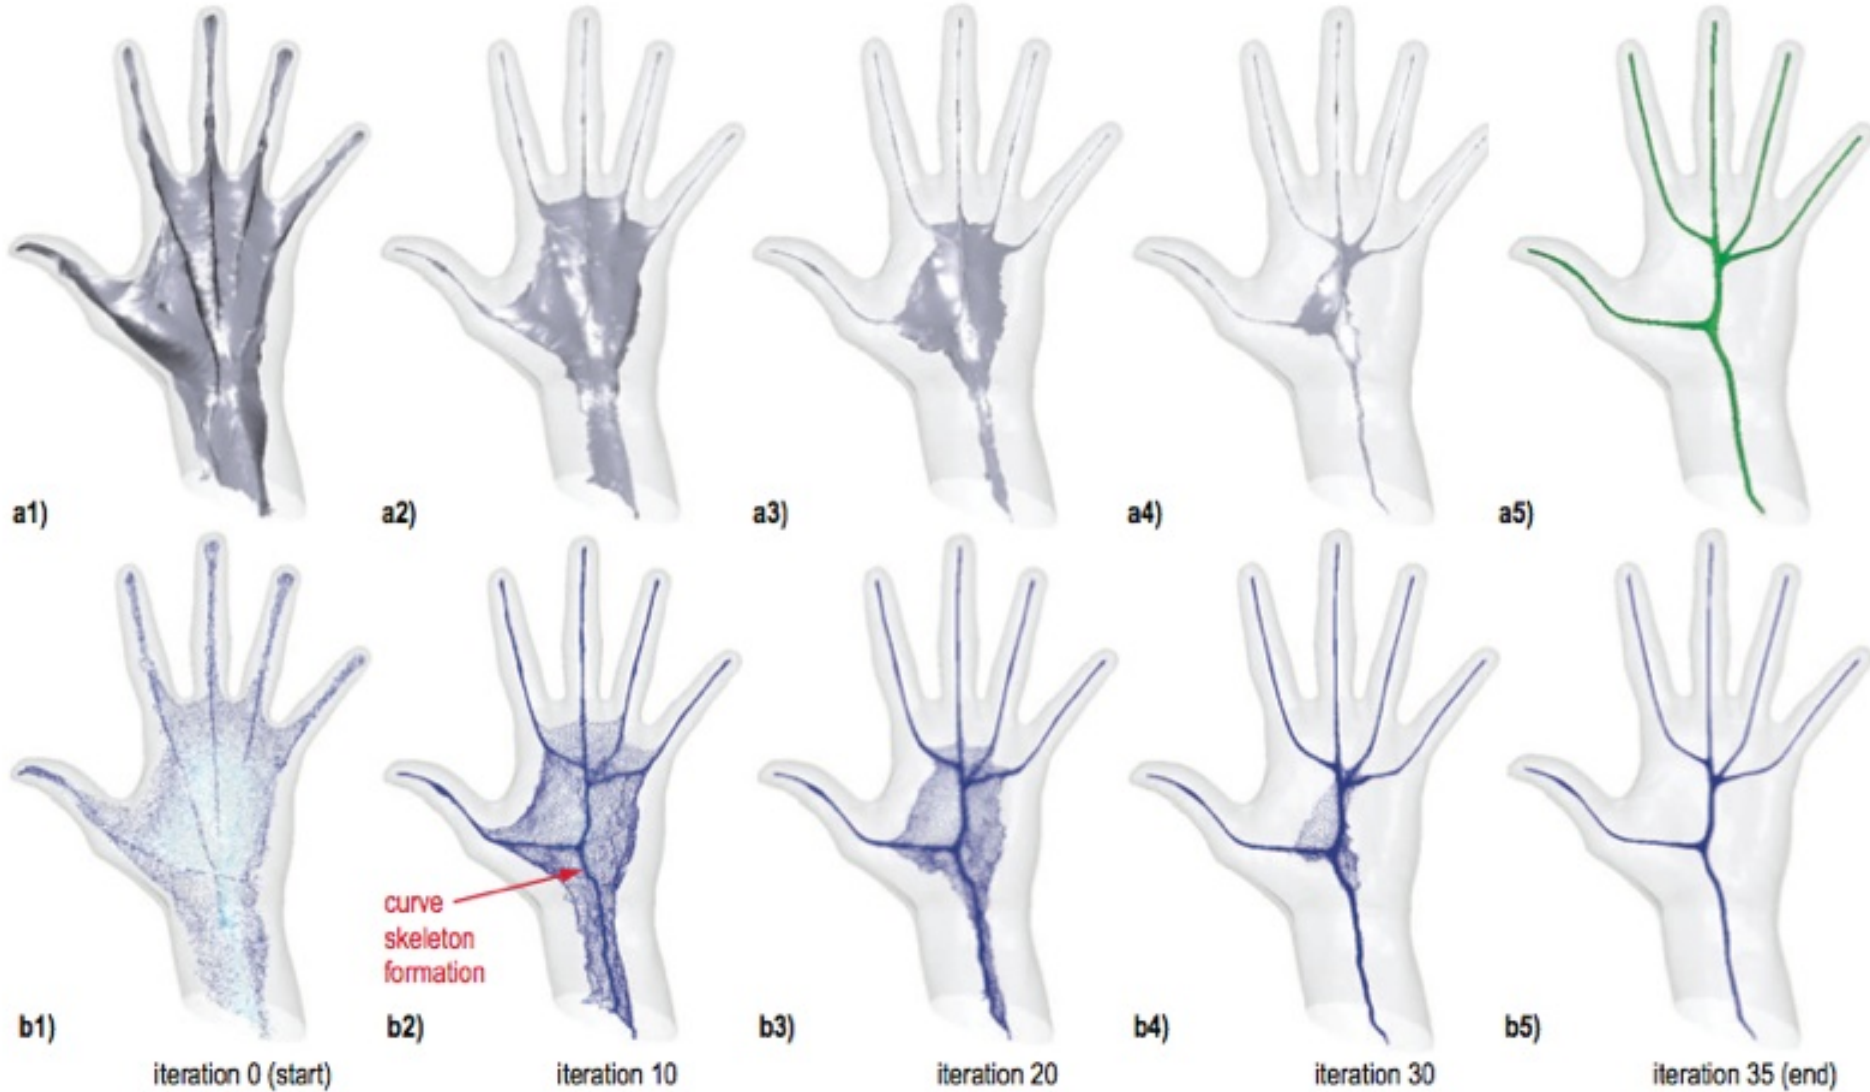 a1)
a2)
a3)
a4)
a5)
curve
skeleton
formation
b1)
b2)
b3)
b4)
b5)
iteration 0 (start)
iteration 10
iteration 20
iteration 30
iteration 35 (end)